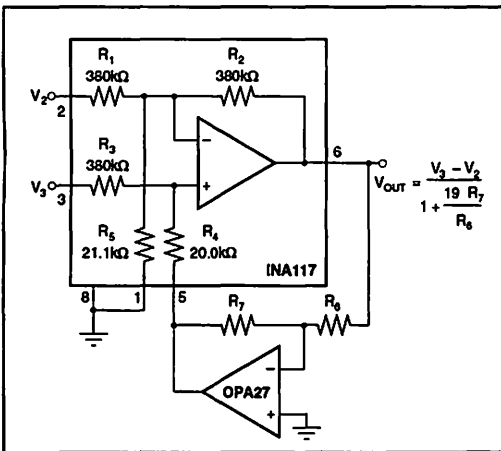 R1
380kΩ
R2
380kΩ
V2
2
R3
380kΩ
V3
3
−
+
6
VOUT = V3 − V2
1 + 19 R7
R6
R5
21.1kΩ
R4
20.0kΩ
INA117
8
1
5
R7
R6
−
OPA27
+